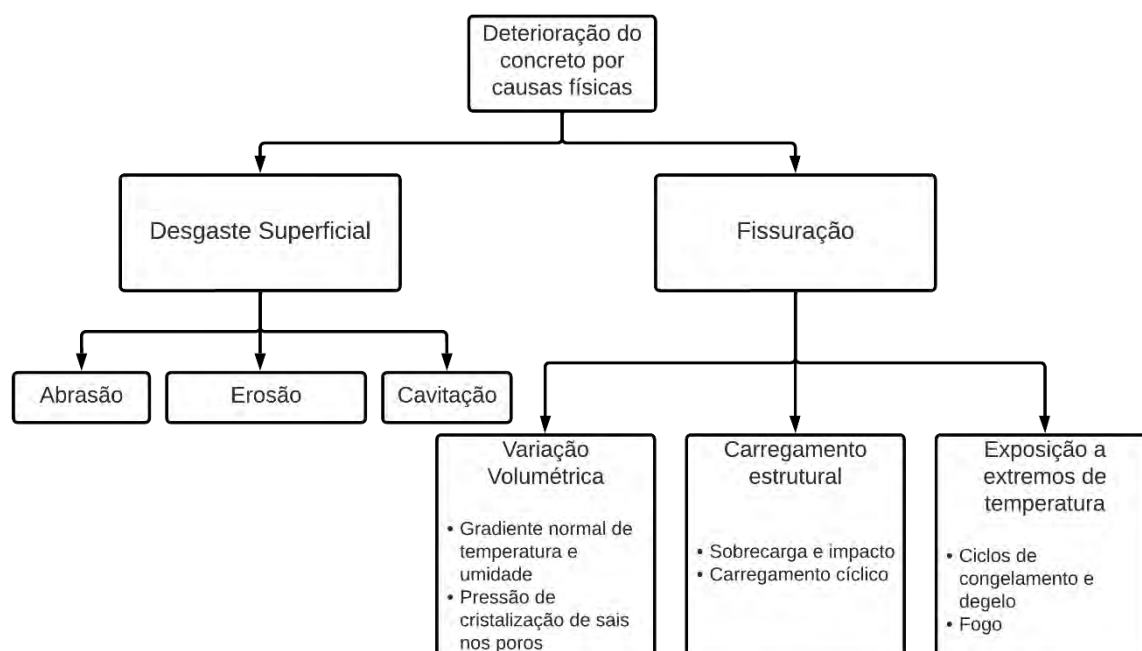 Deterioração do
concreto por
causas físicas
Desgaste Superficial
Fissuração
Abrasão
Erosão
Cavitação
Variação
Volumétrica
• Gradiente normal de
temperatura e
umidade
• Pressão de
cristalização de sais
nos poros
Carregamento
estrutural
• Sobrecarga e impacto
• Carregamento cíclico
Exposição a
extremos de
temperatura
• Ciclos de
congelamento e
degelo
• Fogo